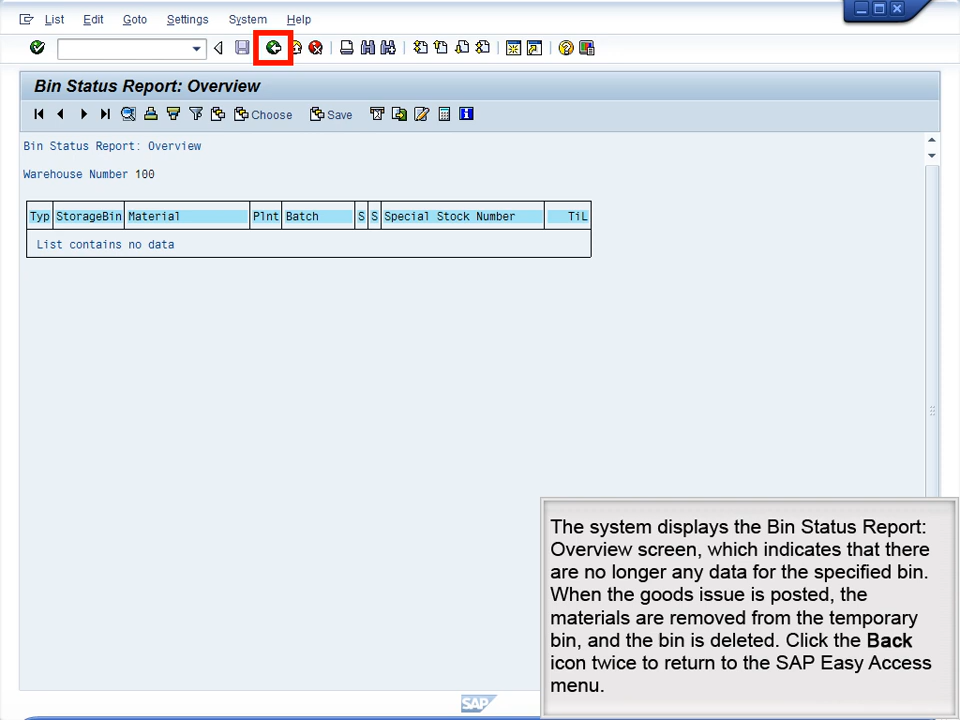 List Edit Goto Settings System Help
Bin Status Report: Overview
Choose Save
Bin Status Report: Overview
Warehouse Number 100
Typ StorageBin Material Plnt Batch S S Special Stock Number TiL
List contains no data
The system displays the Bin Status Report:
Overview screen, which indicates that there
are no longer any data for the specified bin.
When the goods issue is posted, the
materials are removed from the temporary
bin, and the bin is deleted. Click the Back
icon twice to return to the SAP Easy Access
menu.
SAP